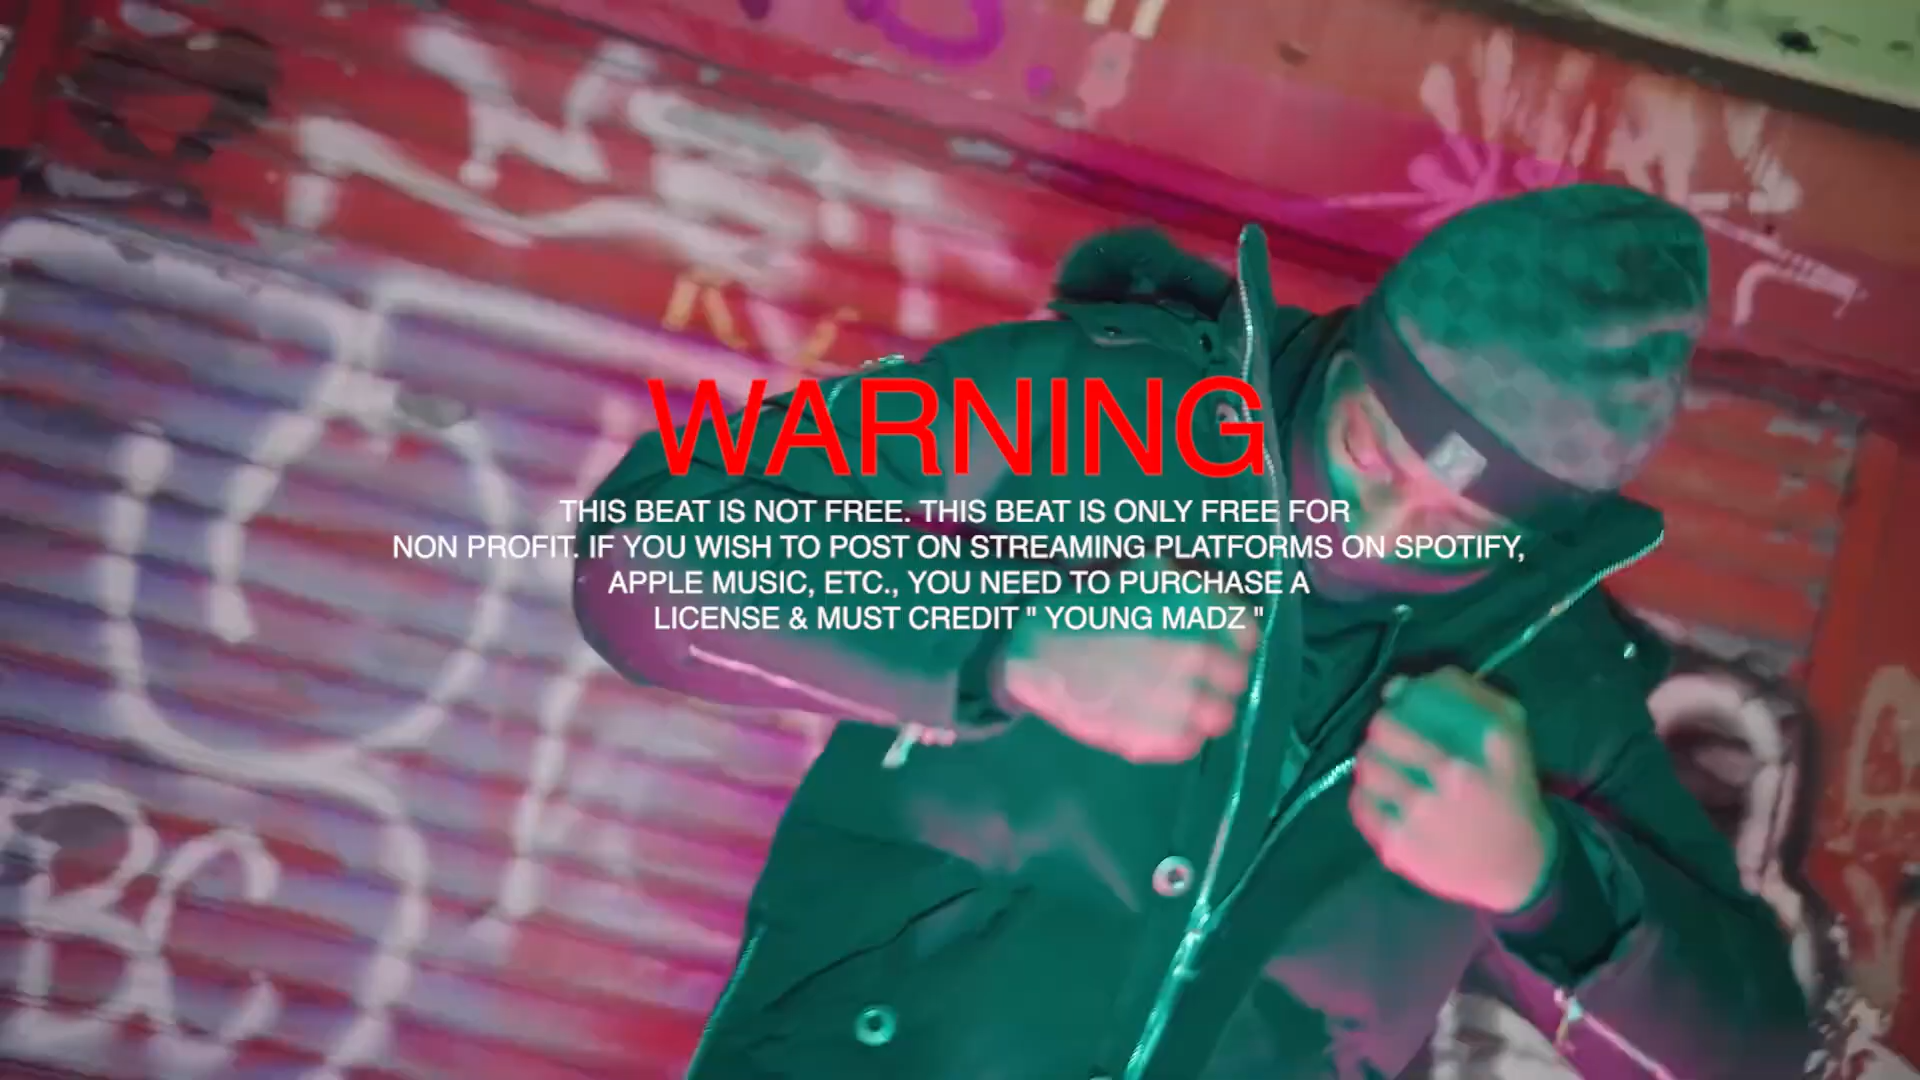 WARNING
THIS BEAT IS NOT FREE. THIS BEAT IS ONLY FREE FOR
NON PROFIT. IF YOU WISH TO POST ON STREAMING PLATFORMS ON SPOTIFY,
APPLE MUSIC, ETC., YOU NEED TO PURCHASE A
LICENSE & MUST CREDIT " YOUNG MADZ "